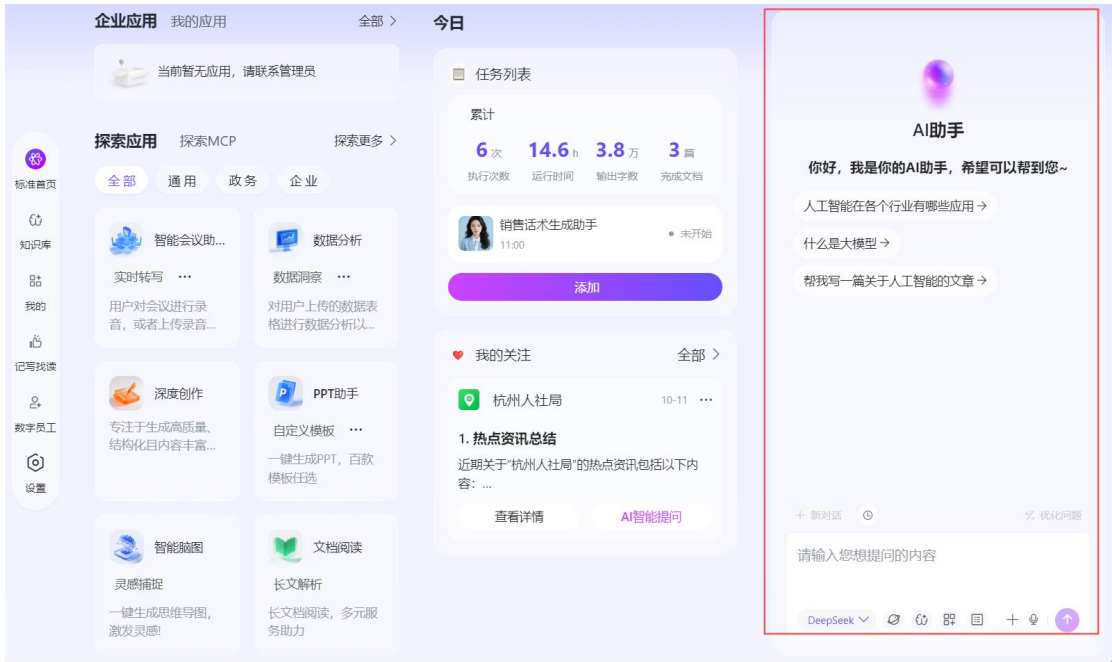 标准首页
知识库
我的
记写找读
数字员工
设置
企业应用 我的应用 全部 >
当前暂无应用，请联系管理员
探索应用 探索MCP 探索更多 >
全部 通用 政务 企业
智能会议助...
实时转写 ...
用户对会议进行录
音，或者上传录音...
数据分析
数据洞察 ...
对用户上传的数据表
格进行数据分析以...
深度创作
专注于生成高质量、
结构化且内容丰富...
PPT助手
自定义模板 ...
一键生成PPT，百款
模板任选
智能脑图
灵感捕捉
一键生成思维导图，
激发灵感!
文档阅读
长文解析
长文档阅读，多元服
务助力
今日
任务列表
累计
6 次 14.6 h 3.8 万 3 篇
执行次数 运行时间 输出字数 完成文档
销售话术生成助手
11:00
未开始
添加
我的关注 全部 >
杭州人社局 10-11 ...
1. 热点资讯总结
近期关于“杭州人社局”的热点资讯包括以下内
容：...
查看详情 AI智能提问
AI助手
你好，我是你的AI助手，希望可以帮到您~
人工智能在各个行业有哪些应用→
什么是大模型→
帮我写一篇关于人工智能的文章→
+ 新对话 优化问题
请输入您想提问的内容
DeepSeek